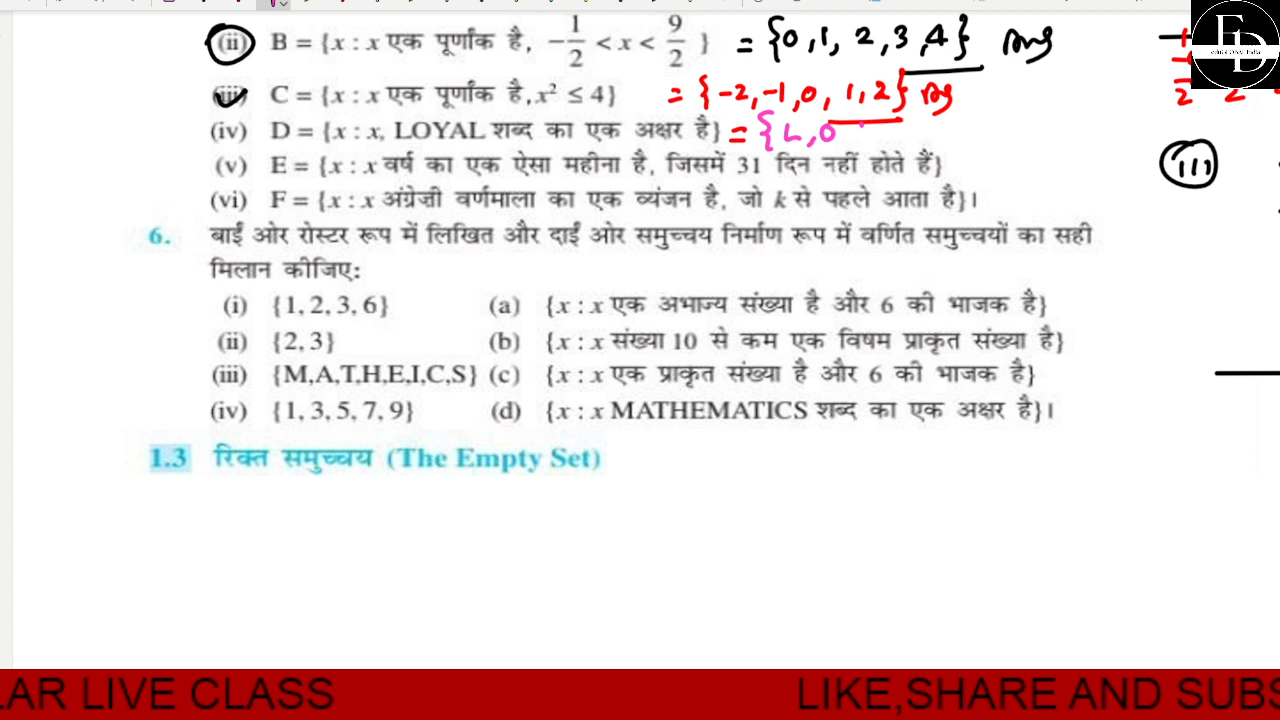 (ii) B = {x : x एक पूर्णांक है, -1/2 < x < 9/2 } = {0,1, 2,3,4} Ans
(iii) C = {x : x एक पूर्णांक है, x² ≤ 4} = {-2,-1,0, 1,2} Ans
(iv) D = {x : x, LOYAL शब्द का एक अक्षर है} = {L,O
(v) E = {x : x वर्ष का एक ऐसा महीना है, जिसमें 31 दिन नहीं होते हैं}
(iii)
(vi) F = {x : x अंग्रेज़ी वर्णमाला का एक व्यंजन है, जो k से पहले आता है}।
6. बाईं ओर रोस्टर रूप में लिखित और दाईं ओर समुच्चय निर्माण रूप में वर्णित समुच्चयों का सही
मिलान कीजिए:
(i) {1, 2, 3, 6} (a) {x : x एक अभाज्य संख्या है और 6 की भाजक है}
(ii) {2, 3} (b) {x : x संख्या 10 से कम एक विषम प्राकृत संख्या है}
(iii) {M,A,T,H,E,I,C,S} (c) {x : x एक प्राकृत संख्या है और 6 की भाजक है}
(iv) {1, 3, 5, 7, 9} (d) {x : x MATHEMATICS शब्द का एक अक्षर है}।
1.3 रिक्त समुच्चय (The Empty Set)
LAR LIVE CLASS LIKE,SHARE AND SUBS